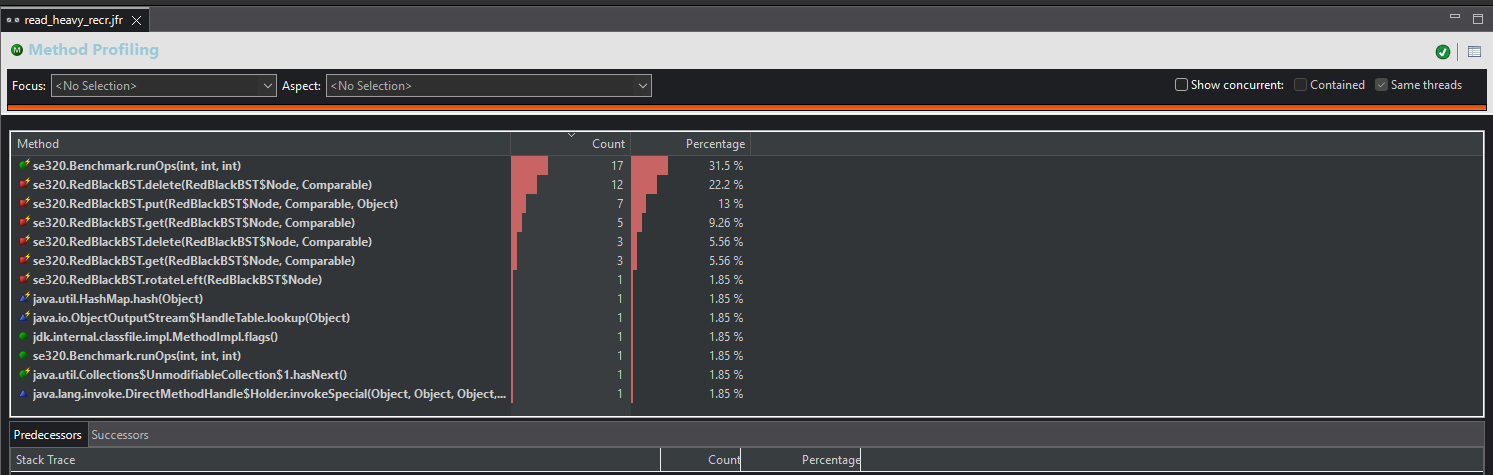 read_heavy_recr.jfr
Method Profiling
Focus: <No Selection> Aspect: <No Selection> Show concurrent: Contained Same threads
Method Count Percentage
se320.Benchmark.runOps(int, int, int) 17 31.5 %
se320.RedBlackBST.delete(RedBlackBST$Node, Comparable) 12 22.2 %
se320.RedBlackBST.put(RedBlackBST$Node, Comparable, Object) 7 13 %
se320.RedBlackBST.get(RedBlackBST$Node, Comparable) 5 9.26 %
se320.RedBlackBST.delete(RedBlackBST$Node, Comparable) 3 5.56 %
se320.RedBlackBST.get(RedBlackBST$Node, Comparable) 3 5.56 %
se320.RedBlackBST.rotateLeft(RedBlackBST$Node) 1 1.85 %
java.util.HashMap.hash(Object) 1 1.85 %
java.io.ObjectOutputStream$HandleTable.lookup(Object) 1 1.85 %
jdk.internal.classfile.impl.MethodImpl.flags() 1 1.85 %
se320.Benchmark.runOps(int, int, int) 1 1.85 %
java.util.Collections$UnmodifiableCollection$1.hasNext() 1 1.85 %
java.lang.invoke.DirectMethodHandle$Holder.invokeSpecial(Object, Object, Object,... 1 1.85 %
Predecessors Successors
Stack Trace Count Percentage